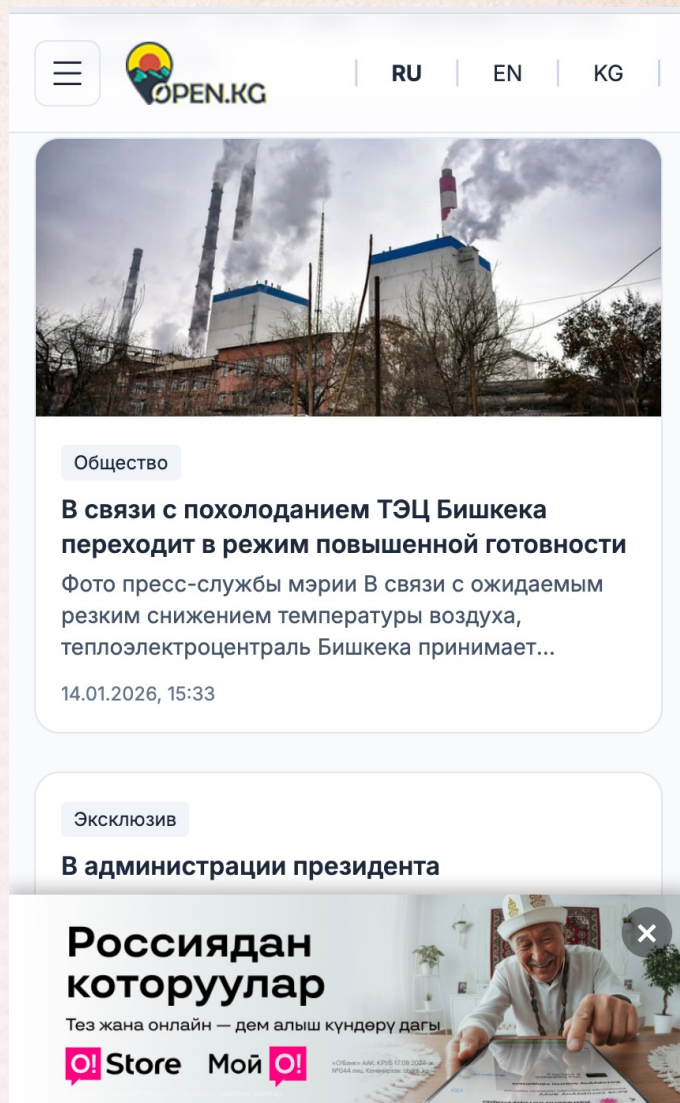 OPEN.KG
RU
EN
KG
Общество
В связи с похолоданием ТЭЦ Бишкека
переходит в режим повышенной готовности
Фото пресс-службы мэрии В связи с ожидаемым
резким снижением температуры воздуха,
теплоэлектроцентраль Бишкека принимает...
14.01.2026, 15:33
Эксклюзив
В администрации президента
Россиядан
которуулар
Тез жана онлайн — дем алыш күндөрү дагы
O! Store Мой O!